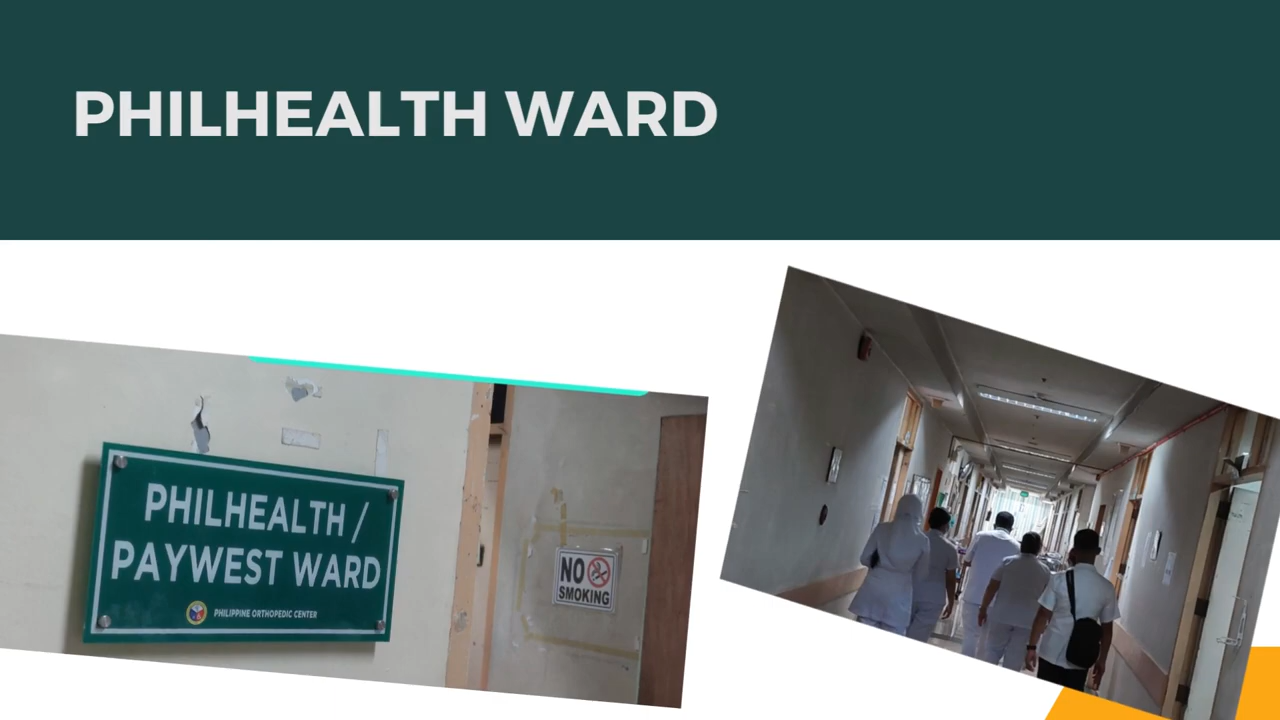 PHILHEALTH WARD
PHILHEALTH /
PAYWEST WARD
PHILIPPINE ORTHOPEDIC CENTER
NO
SMOKING